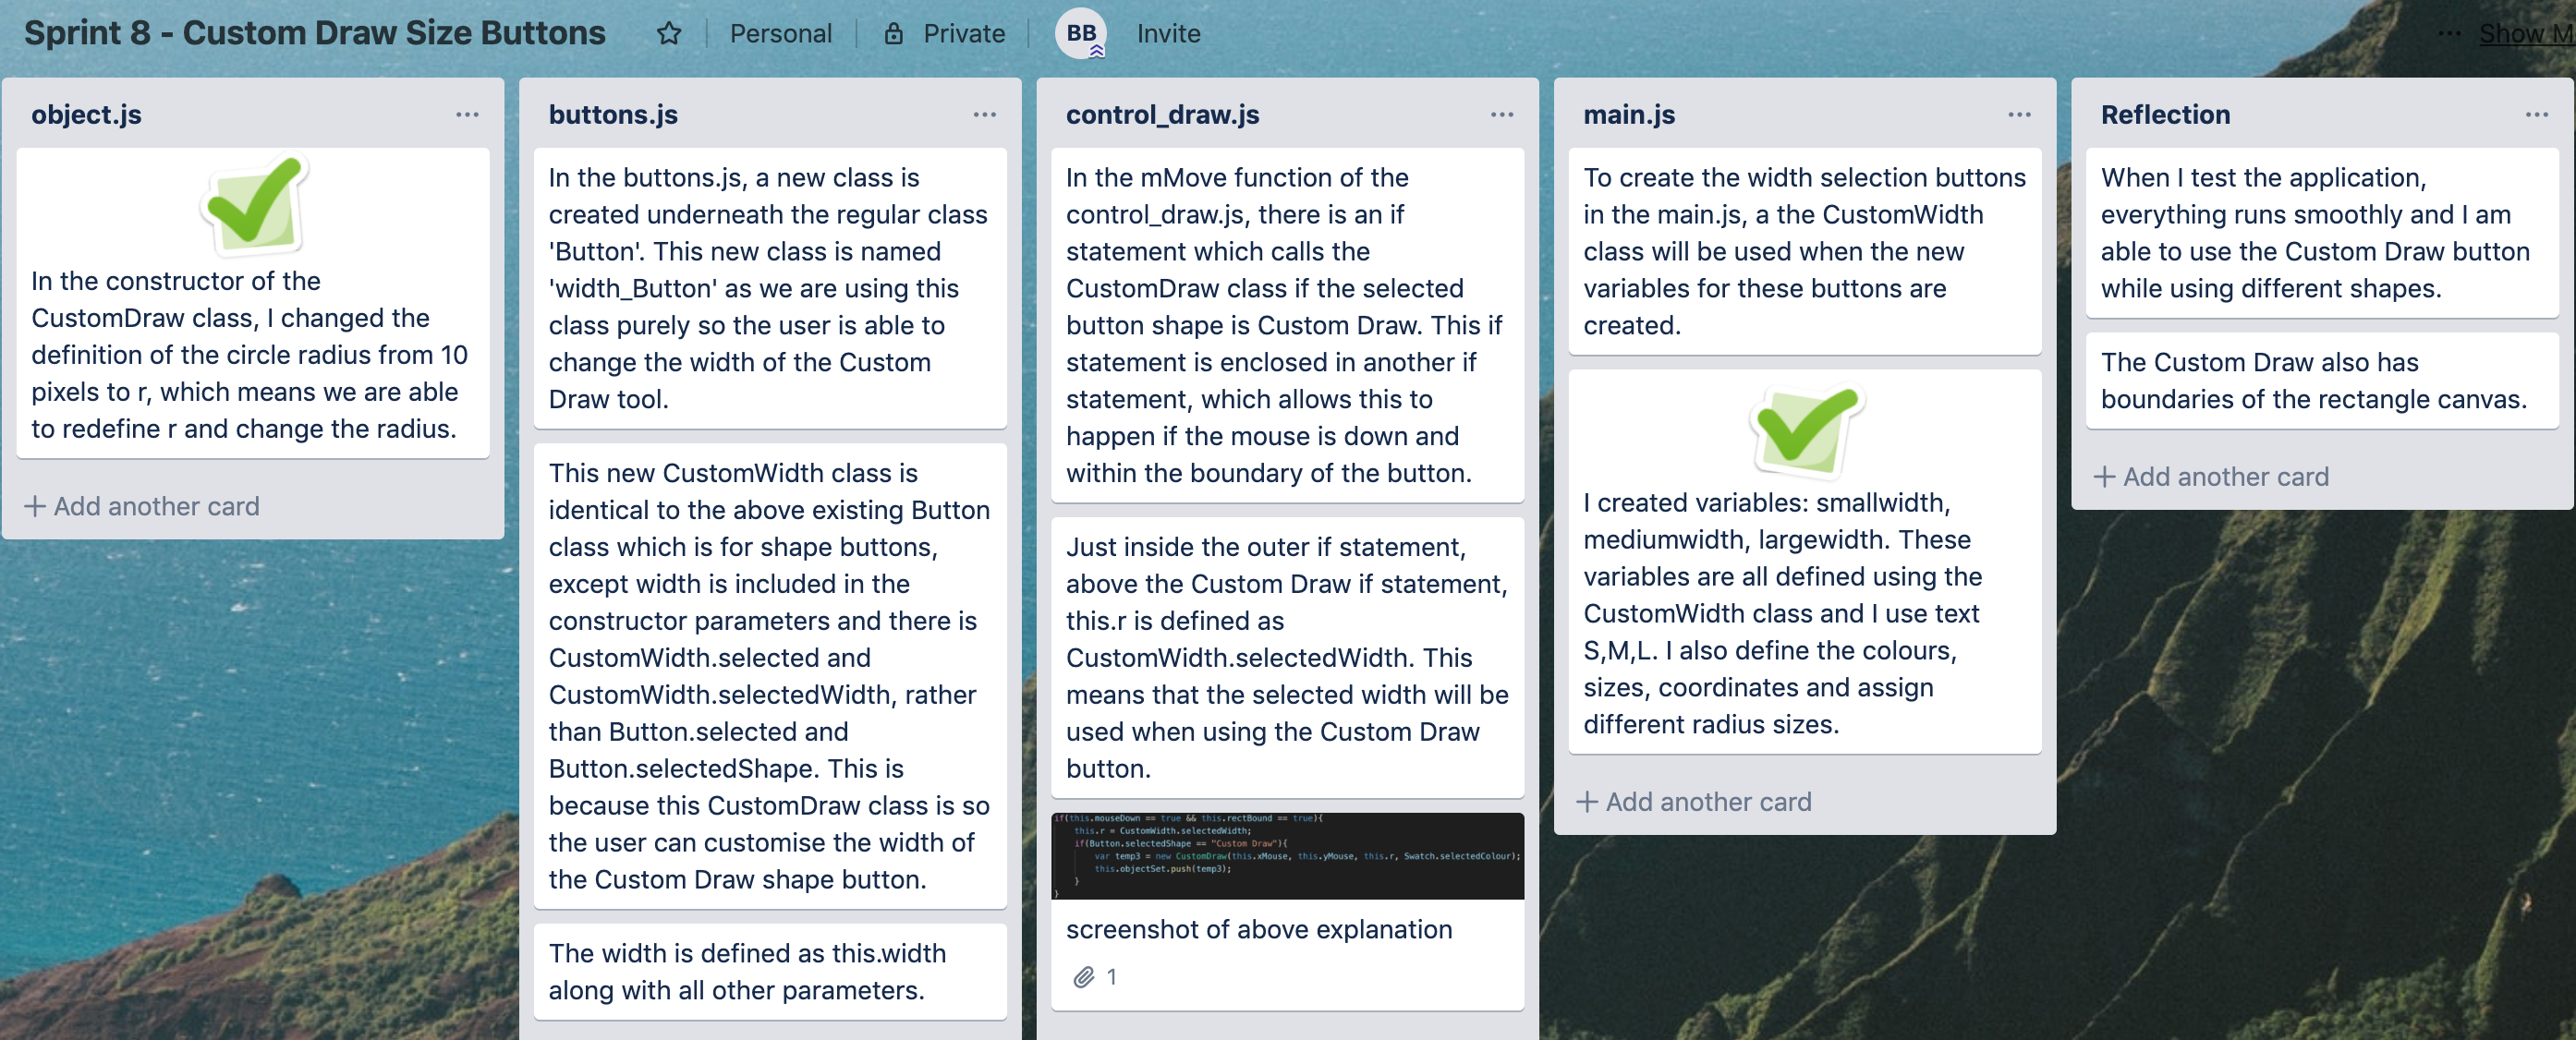 Sprint 8 - Custom Draw Size Buttons
Personal
Private
BB
Invite
... Show M
object.js
In the constructor of the
CustomDraw class, I changed the
definition of the circle radius from 10
pixels to r, which means we are able
to redefine r and change the radius.
+ Add another card
buttons.js
In the buttons.js, a new class is
created underneath the regular class
'Button'. This new class is named
'width_Button' as we are using this
class purely so the user is able to
change the width of the Custom
Draw tool.
This new CustomWidth class is
identical to the above existing Button
class which is for shape buttons,
except width is included in the
constructor parameters and there is
CustomWidth.selected and
CustomWidth.selectedWidth, rather
than Button.selected and
Button.selectedShape. This is
because this CustomDraw class is so
the user can customise the width of
the Custom Draw shape button.
The width is defined as this.width
along with all other parameters.
control_draw.js
In the mMove function of the
control_draw.js, there is an if
statement which calls the
CustomDraw class if the selected
button shape is Custom Draw. This if
statement is enclosed in another if
statement, which allows this to
happen if the mouse is down and
within the boundary of the button.
Just inside the outer if statement,
above the Custom Draw if statement,
this.r is defined as
CustomWidth.selectedWidth. This
means that the selected width will be
used when using the Custom Draw
button.
if(this.mouseDown == true && this.rectBound == true){
this.r = CustomWidth.selectedWidth;
if(Button.selectedShape == "Custom Draw"){
var temp3 = new CustomDraw(this.xMouse, this.yMouse, this.r, Swatch.selectedColour);
this.objectSet.push(temp3);
}
}
screenshot of above explanation
1
main.js
To create the width selection buttons
in the main.js, a the CustomWidth
class will be used when the new
variables for these buttons are
created.
I created variables: smallwidth,
mediumwidth, largewidth. These
variables are all defined using the
CustomWidth class and I use text
S,M,L. I also define the colours,
sizes, coordinates and assign
different radius sizes.
+ Add another card
Reflection
When I test the application,
everything runs smoothly and I am
able to use the Custom Draw button
while using different shapes.
The Custom Draw also has
boundaries of the rectangle canvas.
+ Add another card